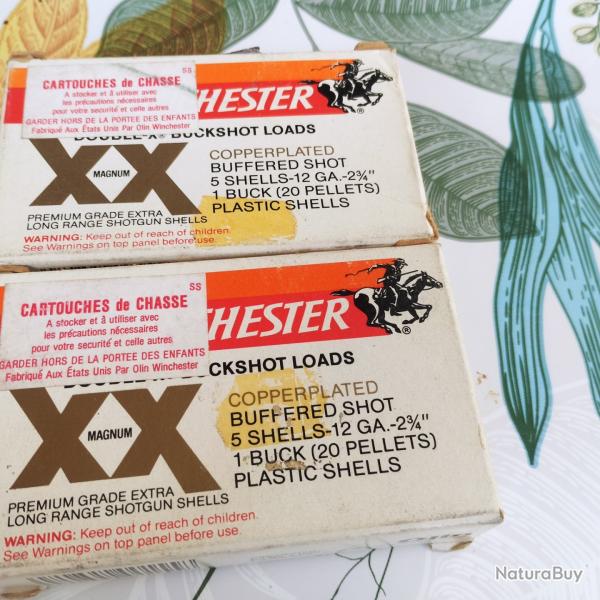 SS
CARTOUCHES de CHASSE
A stocker et à utiliser avec
les précautions nécessaires
pour votre securité et celle autres
GARDER HORS DE LA PORTEE DES ENFANTS
Fabriqué Aux États Unis Par Olin Winchester
HESTER
®
DOUBLE-X® BUCKSHOT LOADS
XX
MAGNUM
COPPERPLATED
BUFFERED SHOT
5 SHELLS-12 GA.-2¾"
1 BUCK (20 PELLETS)
PLASTIC SHELLS
PREMIUM GRADE EXTRA
LONG RANGE SHOTGUN SHELLS
WARNING: Keep out of reach of children.
See Warnings on top panel before use.
SS
CARTOUCHES de CHASSE
A stocker et à utiliser avec
les précautions nécessaires
pour votre securité et celle autres
GARDER HORS DE LA PORTEE DES ENFANTS
Fabriqué Aux États Unis Par Olin Winchester
HESTER
®
CKSHOT LOADS
XX
MAGNUM
COPPERPLATED
BUFFERED SHOT
5 SHELLS-12 GA.-2¾"
1 BUCK (20 PELLETS)
PLASTIC SHELLS
PREMIUM GRADE EXTRA
LONG RANGE SHOTGUN SHELLS
WARNING: Keep out of reach of children.
See Warnings on top panel before use.
NaturaBuy